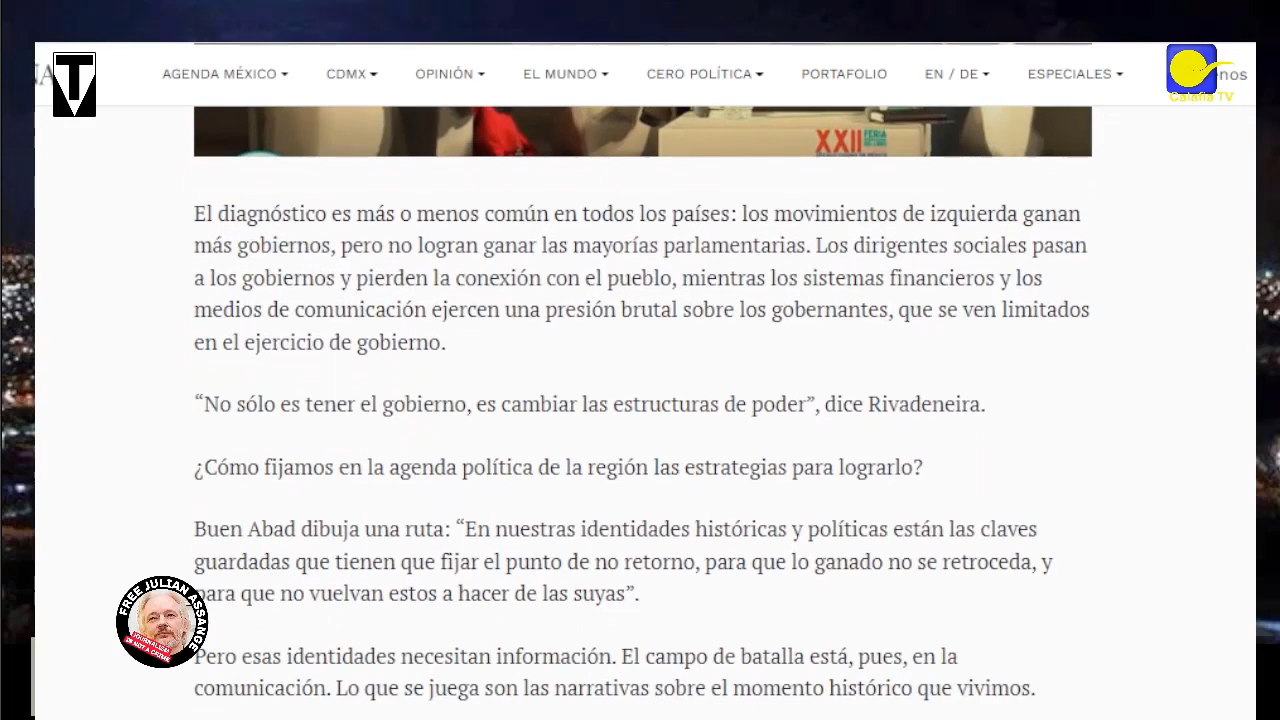 AGENDA MÉXICO CDMX OPINIÓN EL MUNDO CERO POLÍTICA PORTAFOLIO EN / DE ESPECIALES
TV
Calafia TV
XXII FERIA
El diagnóstico es más o menos común en todos los países: los movimientos de izquierda ganan
más gobiernos, pero no logran ganar las mayorías parlamentarias. Los dirigentes sociales pasan
a los gobiernos y pierden la conexión con el pueblo, mientras los sistemas financieros y los
medios de comunicación ejercen una presión brutal sobre los gobernantes, que se ven limitados
en el ejercicio de gobierno.
“No sólo es tener el gobierno, es cambiar las estructuras de poder”, dice Rivadeneira.
¿Cómo fijamos en la agenda política de la región las estrategias para lograrlo?
Buen Abad dibuja una ruta: “En nuestras identidades históricas y políticas están las claves
guardadas que tienen que fijar el punto de no retorno, para que lo ganado no se retroceda, y
para que no vuelvan estos a hacer de las suyas”.
FREE JULIAN ASSANGE
JOURNALISM
IS NOT A CRIME
Pero esas identidades necesitan información. El campo de batalla está, pues, en la
comunicación. Lo que se juega son las narrativas sobre el momento histórico que vivimos.